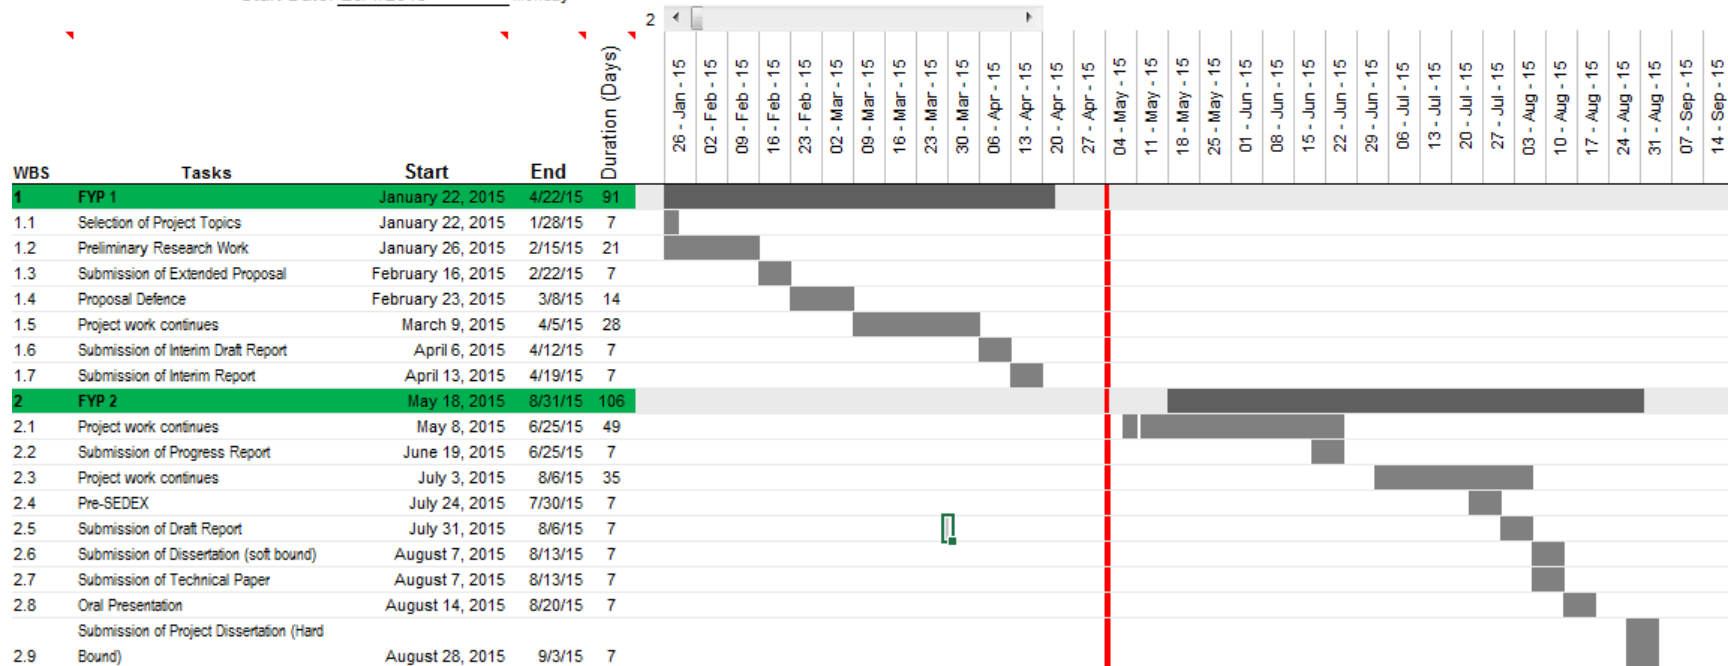 2
WBS Tasks Start End Duration (Days) 26 - Jan - 15 02 - Feb - 15 09 - Feb - 15 16 - Feb - 15 23 - Feb - 15 02 - Mar - 15 09 - Mar - 15 16 - Mar - 15 23 - Mar - 15 30 - Mar - 15 06 - Apr - 15 13 - Apr - 15 20 - Apr - 15 27 - Apr - 15 04 - May - 15 11 - May - 15 18 - May - 15 25 - May - 15 01 - Jun - 15 08 - Jun - 15 15 - Jun - 15 22 - Jun - 15 29 - Jun - 15 06 - Jul - 15 13 - Jul - 15 20 - Jul - 15 27 - Jul - 15 03 - Aug - 15 10 - Aug - 15 17 - Aug - 15 24 - Aug - 15 31 - Aug - 15 07 - Sep - 15 14 - Sep - 15
1 FYP 1 January 22, 2015 4/22/15 91
1.1 Selection of Project Topics January 22, 2015 1/28/15 7
1.2 Preliminary Research Work January 26, 2015 2/15/15 21
1.3 Submission of Extended Proposal February 16, 2015 2/22/15 7
1.4 Proposal Defence February 23, 2015 3/8/15 14
1.5 Project work continues March 9, 2015 4/5/15 28
1.6 Submission of Interim Draft Report April 6, 2015 4/12/15 7
1.7 Submission of Interim Report April 13, 2015 4/19/15 7
2 FYP 2 May 18, 2015 8/31/15 106
2.1 Project work continues May 8, 2015 6/25/15 49
2.2 Submission of Progress Report June 19, 2015 6/25/15 7
2.3 Project work continues July 3, 2015 8/6/15 35
2.4 Pre-SEDEX July 24, 2015 7/30/15 7
2.5 Submission of Draft Report July 31, 2015 8/6/15 7
2.6 Submission of Dissertation (soft bound) August 7, 2015 8/13/15 7
2.7 Submission of Technical Paper August 7, 2015 8/13/15 7
2.8 Oral Presentation August 14, 2015 8/20/15 7
Submission of Project Dissertation (Hard
2.9 Bound) August 28, 2015 9/3/15 7